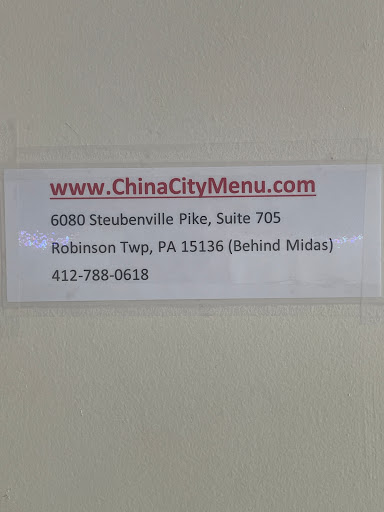 www.ChinaCityMenu.com
6080 Steubenville Pike, Suite 705
Robinson Twp, PA 15136 (Behind Midas)
412-788-0618